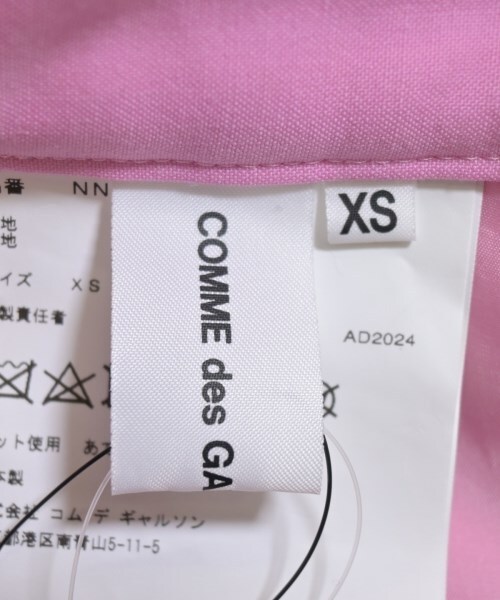 番 NN
地
地
イズ XS
製責任者
ット使用 あ
製
式会社 コム デ ギャルソン
都港区南青山5-11-5
COMME des GA
XS
AD2024